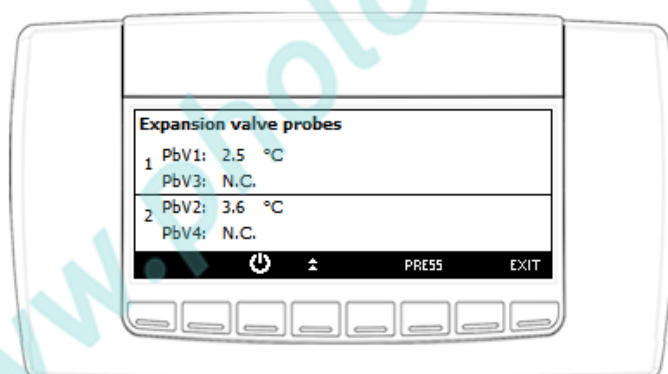 Expansion valve probes
1 PbV1: 2.5 °C
PbV3: N.C.
2 PbV2: 3.6 °C
PbV4: N.C.
PRESS EXIT